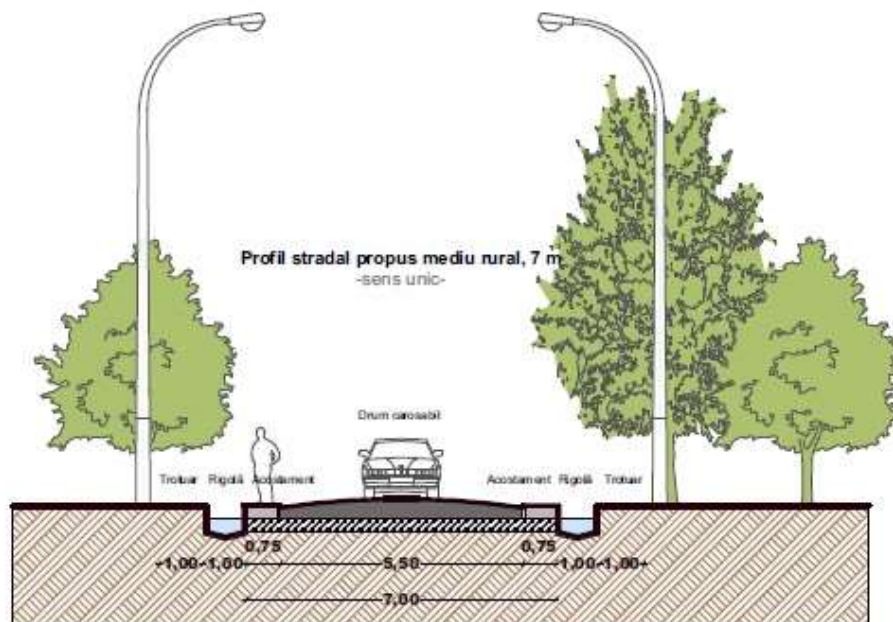 Profil stradal propus mediu rural, 7 m
-sens unic-
Drum carosabil
Trotuar Rigolă Acostament Acostament Rigolă Trotuar
0,75 0,75
1,00 1,00 5,50 1,00 1,00
7,00